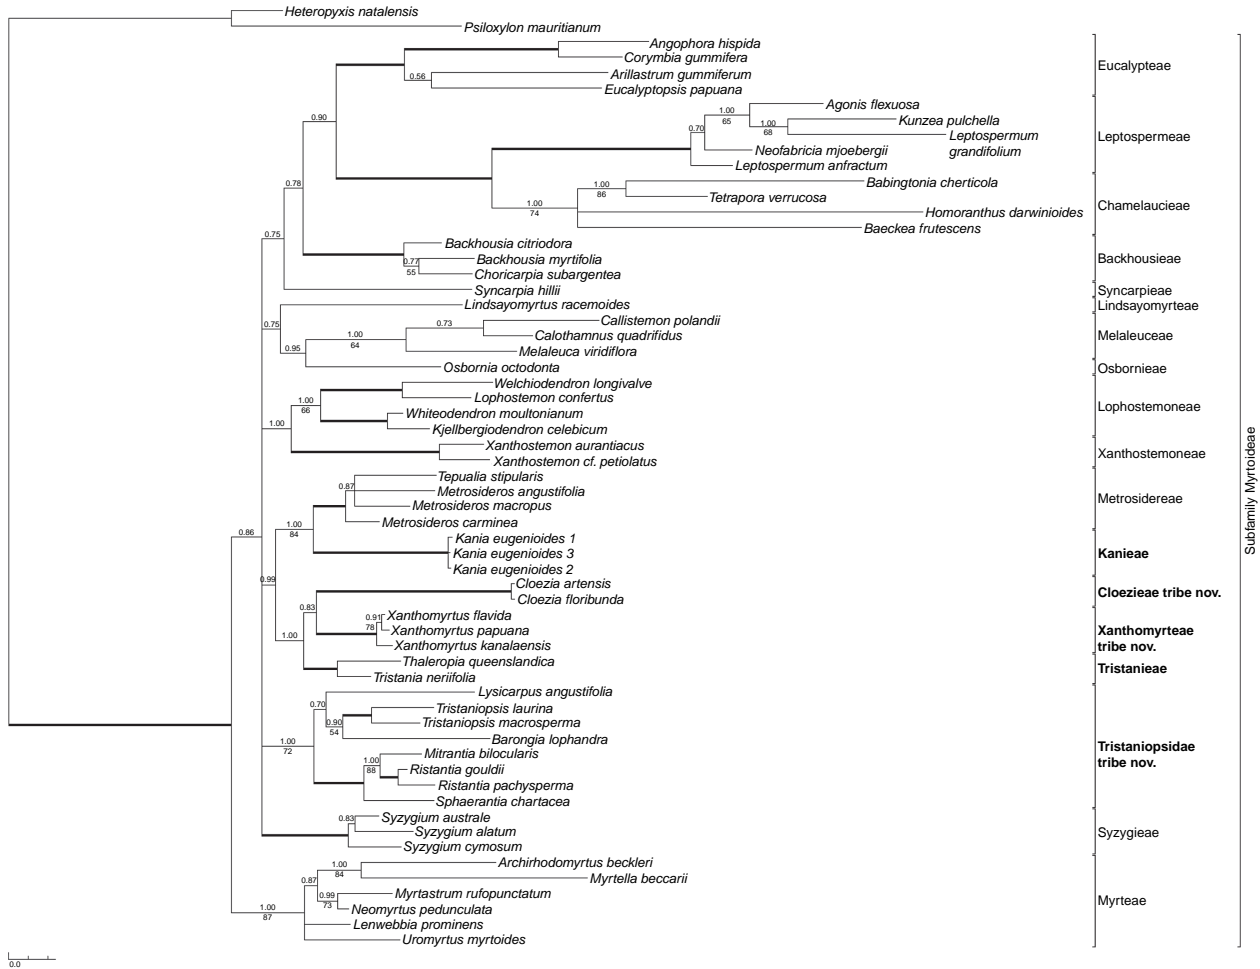 Heteropyxis natalensis
Psiloxylon mauritianum
Angophora hispida
Corymbia gummifera
Arillastrum gummiferum
0.56
Eucalyptopsis papuana
Eucalypteae
0.90
Agonis flexuosa
1.00
65
Kunzea pulchella
1.00
68
Leptospermum
grandifolium
0.70
Neofabricia mjoebergii
Leptospermum anfractum
Leptospermeae
0.78
Babingtonia cherticola
1.00
86
Tetrapora verrucosa
1.00
74
Homoranthus darwinioides
Baeckea frutescens
Chamelaucieae
0.75
Backhousia citriodora
Backhousia myrtifolia
0.77
55
Choricarpia subargentea
Backhousieae
Syncarpia hillii
Syncarpieae
Lindsayomyrtus racemoides
Lindsayomyrteae
0.75
Callistemon polandii
0.73
1.00
64
Calothamnus quadrifidus
Melaleuca viridiflora
Melaleuceae
0.95
Osbornia octodonta
Osbornieae
Welchiodendron longivalve
Lophostemon confertus
1.00
66
Whiteodendron moultonianum
Kjellbergiodendron celebicum
Lophostemoneae
1.00
Xanthostemon aurantiacus
Xanthostemon cf. petiolatus
Xanthostemoneae
Tepualia stipularis
0.87
Metrosideros angustifolia
Metrosideros macropus
Metrosideros carminea
Metrosidereae
1.00
84
0.86
Kania eugenioides 1
Kania eugenioides 3
Kania eugenioides 2
Kanieae
0.99
Cloezia artensis
Cloezia floribunda
Cloezieae tribe nov.
0.83
Xanthomyrtus flavida
0.91
78
Xanthomyrtus papuana
Xanthomyrtus kanalaensis
Xanthomyrteae
tribe nov.
1.00
Thaleropia queenslandica
Tristania neriifolia
Tristanieae
Lysicarpus angustifolia
0.70
Tristaniopsis laurina
0.90
54
Tristaniopsis macrosperma
Barongia lophandra
1.00
72
Mitrantia bilocularis
1.00
88
Ristantia gouldii
Ristantia pachysperma
Sphaerantia chartacea
Tristaniopsidae
tribe nov.
Syzygium australe
0.83
Syzygium alatum
Syzygium cymosum
Syzygieae
Archirhodomyrtus beckleri
1.00
84
Myrtella beccarii
0.87
Myrtastrum rufopunctatum
0.99
73
Neomyrtus pedunculata
1.00
87
Lenwebbia prominens
Uromyrtus myrtoides
Myrteae
Subfamily Myrtoideae
0.0